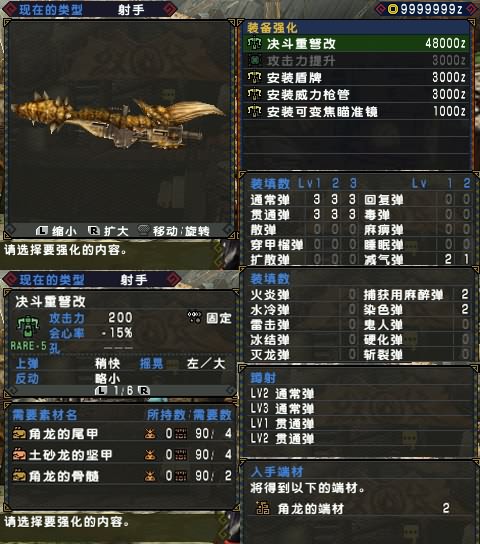 现在的类型 射手
9999999z
装备强化
决斗重弩改 48000z
攻击力提升 3000z
安装盾牌 3000z
安装威力枪管 3000z
安装可变焦瞄准镜 1000z
L 缩小 R 扩大 移动/旋转
请选择要强化的内容。
装填数 Lv1 2 3 Lv 1 2
通常弹 3 3 3 回复弹 0 0
贯通弹 3 3 3 毒弹 0 0
散弹 0 0 0 麻痹弹 0 0
穿甲榴弹 0 0 0 睡眠弹 0 0
扩散弹 0 0 0 减气弹 2 1
现在的类型 射手
决斗重弩改
攻击力 200 固定
会心率 -15%
RARE-5 孔 ———
上弹 稍快 摇晃 左／大
反动 略小
L 1/6 R
需要素材名 所持数/需要数
角龙的尾甲 0 90/ 4
土砂龙的坚甲 0 90/ 4
角龙的骨髓 0 90/ 2
请选择要强化的内容。
装填数
火炎弹 0 捕获用麻醉弹 2
水冷弹 0 染色弹 2
雷击弹 0 鬼人弹 0
冰结弹 0 硬化弹 0
灭龙弹 0 斩裂弹 0
蹲射
LV2 通常弹
LV3 通常弹
LV1 贯通弹
LV2 贯通弹
入手端材
将得到以下的端材。
角龙的端材 2